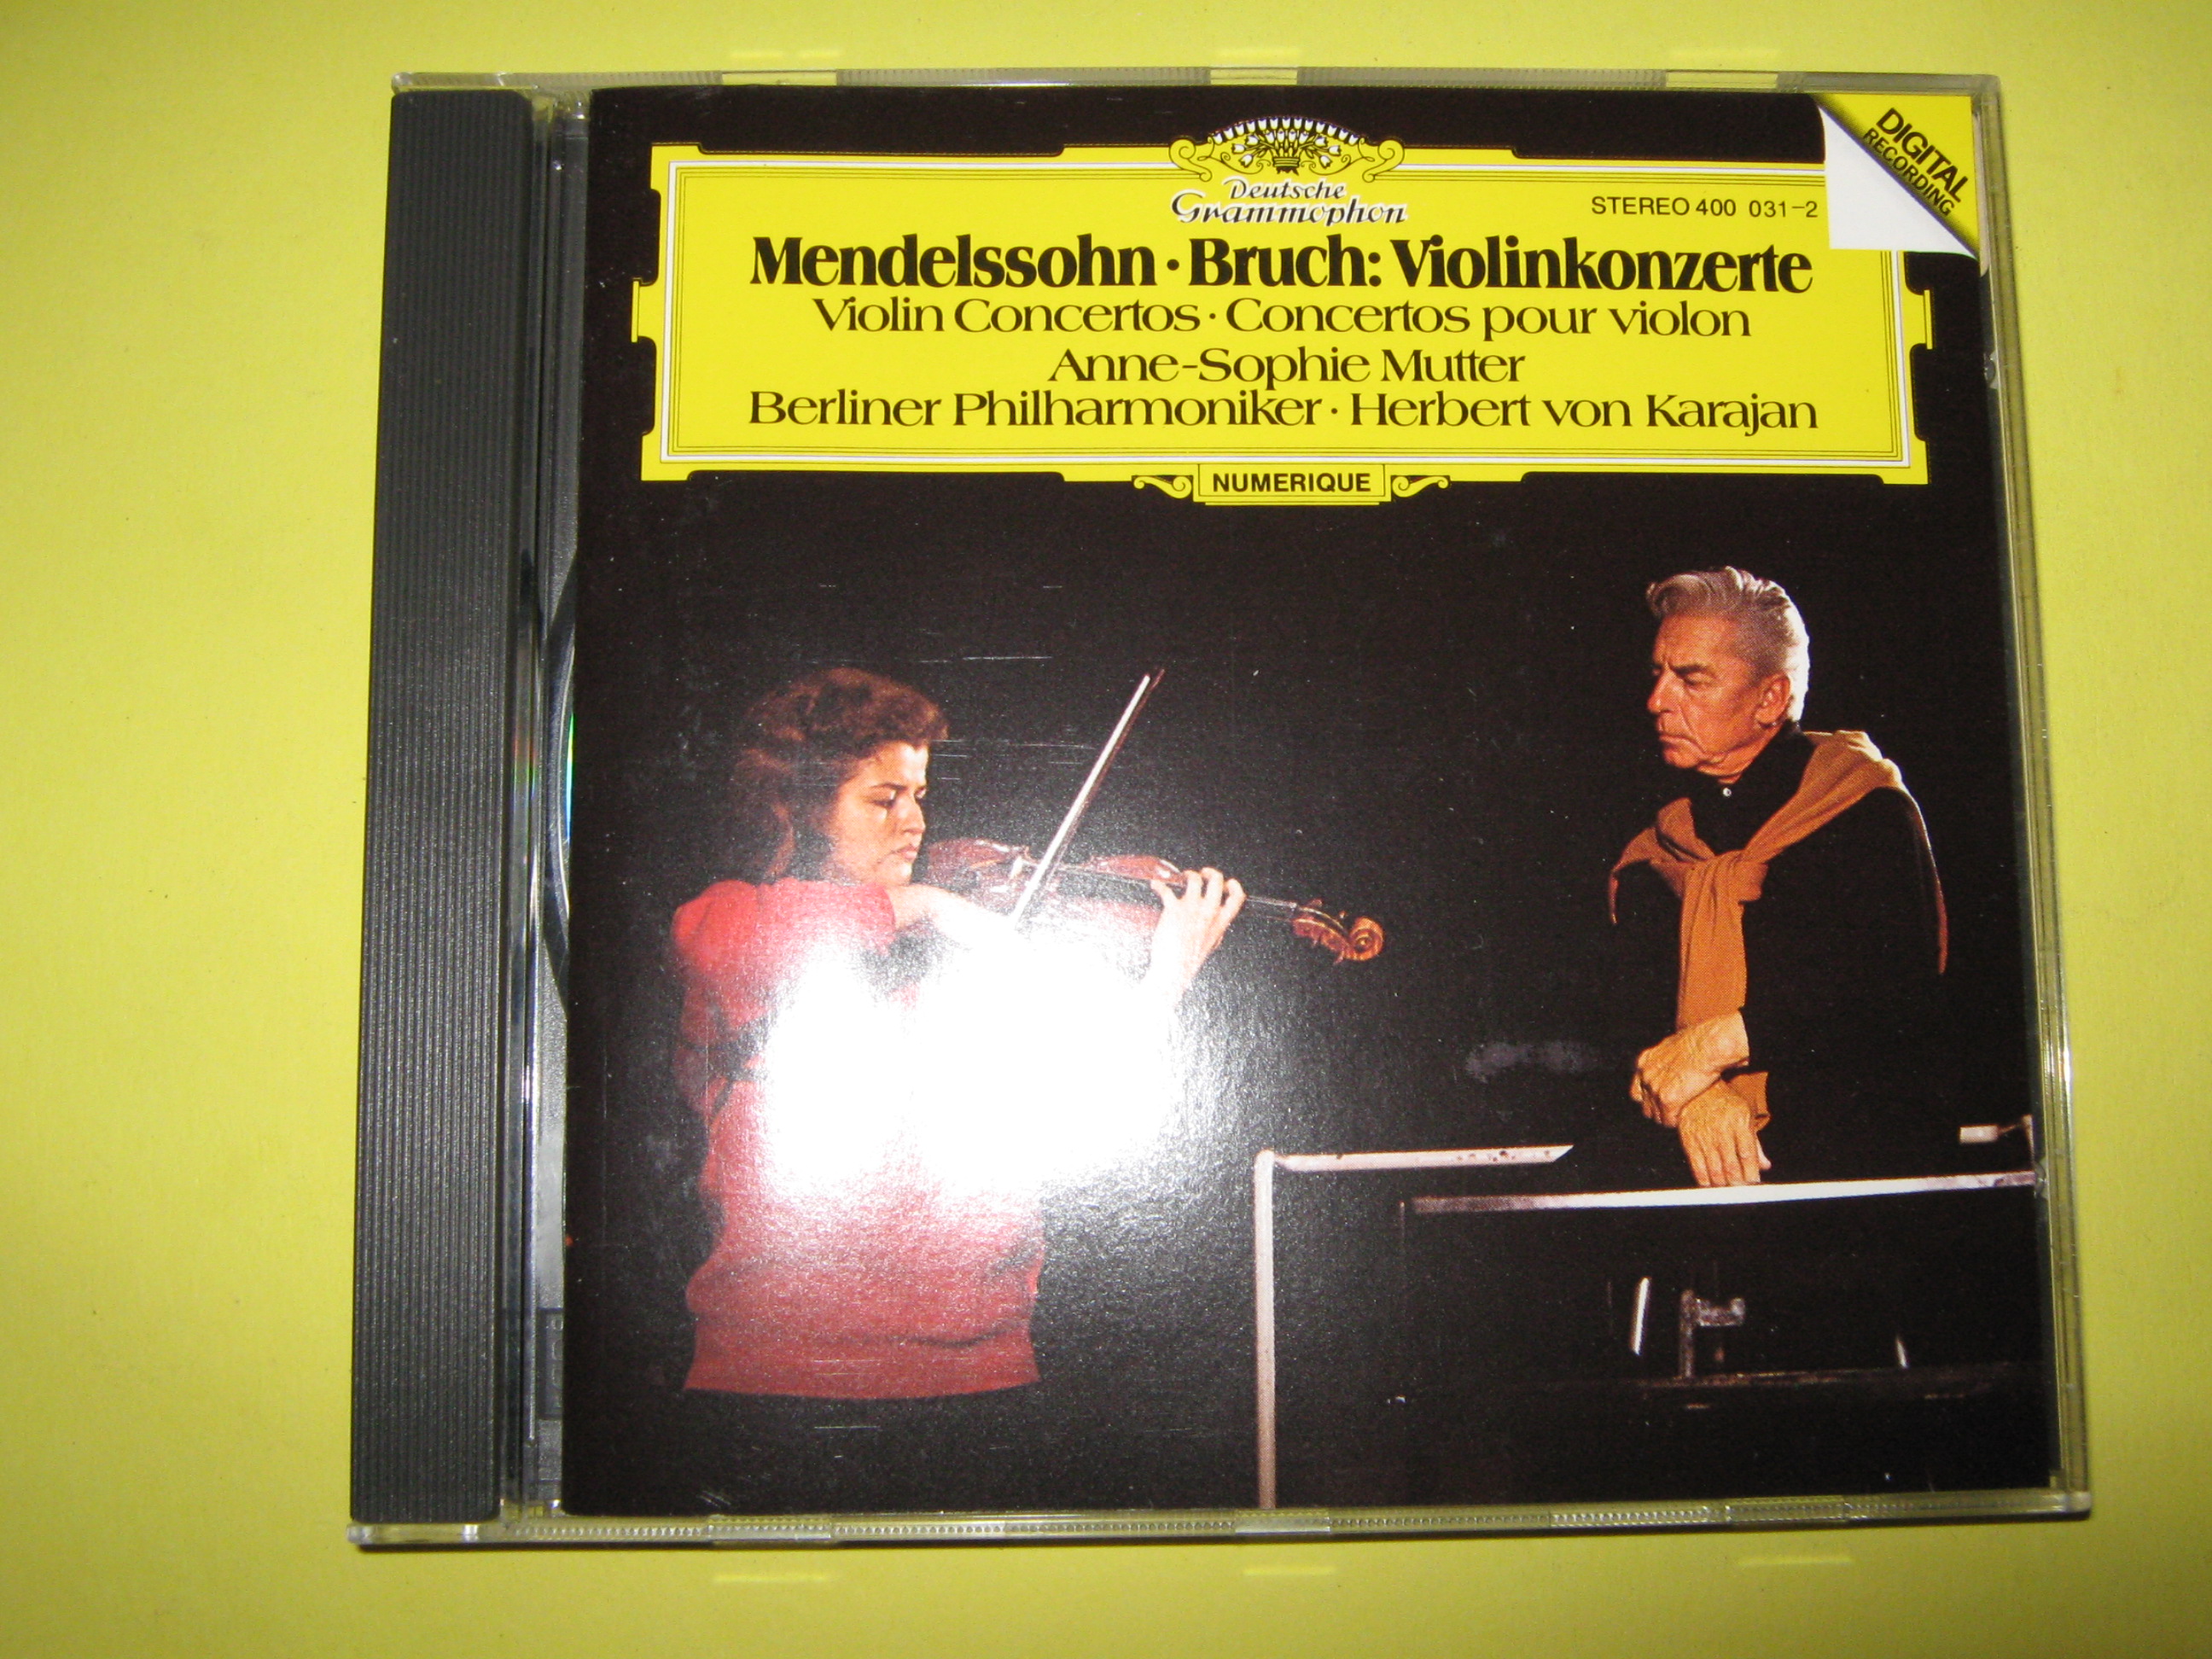 DIGITAL
RECORDING
Deutsche
Grammophon
STEREO 400 031-2
Mendelssohn · Bruch: Violinkonzerte
Violin Concertos · Concertos pour violon
Anne-Sophie Mutter
Berliner Philharmoniker · Herbert von Karajan
NUMERIQUE